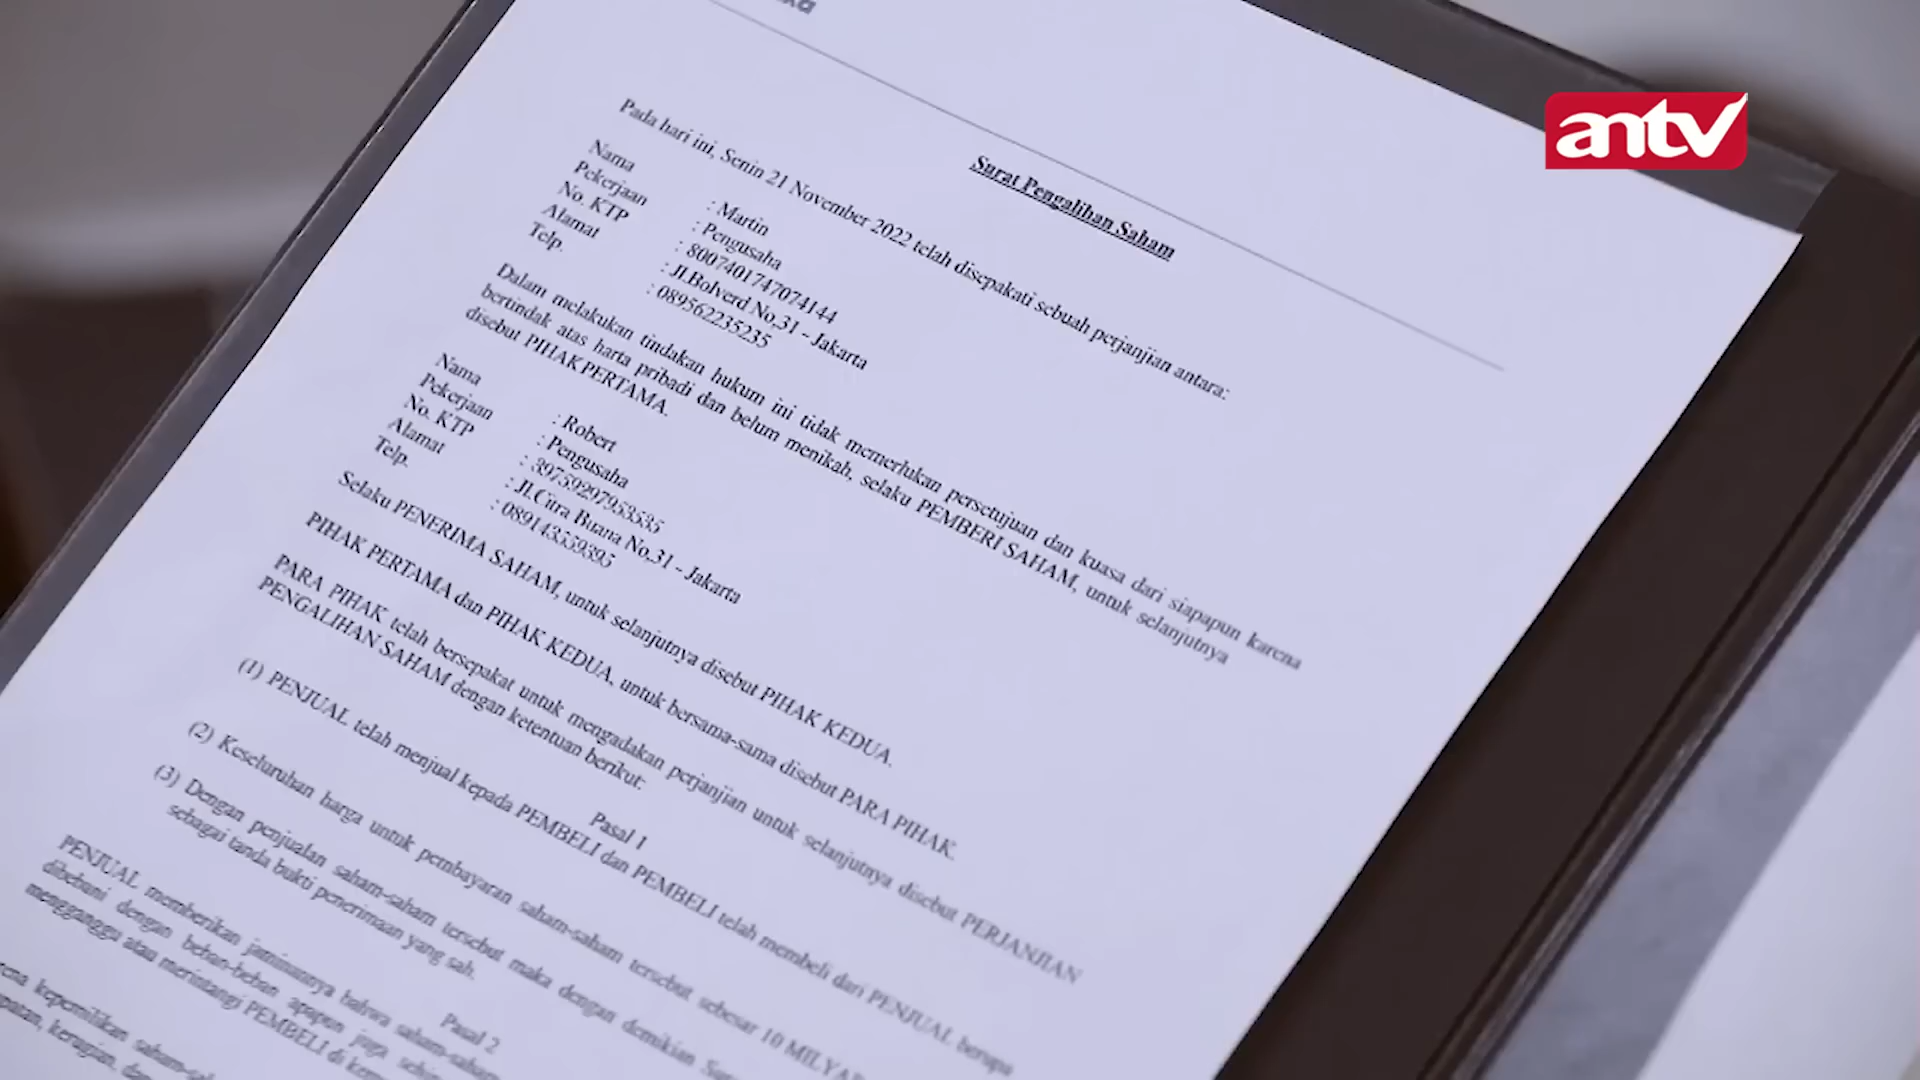 antv
Surat Pengalihan Saham
Pada hari ini, Senin 21 November 2022 telah disepakati sebuah perjanjian antara:
Nama : Martin
Pekerjaan : Pengusaha
No. KTP : 8007401747074144
Alamat : Jl.Bolverd No,31 - Jakarta
Telp. : 089562235235
Dalam melakukan tindakan hukum ini tidak memerlukan persetujuan dan kuasa dari siapapun karena
bertindak atas harta pribadi dan belum menikah, selaku PEMBERI SAHAM, untuk selanjutnya
disebut PIHAK PERTAMA.
Nama : Robert
Pekerjaan : Pengusaha
No. KTP : 39759297953535
Alamat : Jl.Citra Buana No,31 - Jakarta
Telp. : 089143559395
Selaku PENERIMA SAHAM, untuk selanjutnya disebut PIHAK KEDUA.
PIHAK PERTAMA dan PIHAK KEDUA, untuk bersama-sama disebut PARA PIHAK.
PARA PIHAK telah bersepakat untuk mengadakan perjanjian untuk selanjutnya disebut PERJANJIAN
PENGALIHAN SAHAM dengan ketentuan berikut:
Pasal 1
(1) PENJUAL telah menjual kepada PEMBELI dan PEMBELI telah membeli dari PENJUAL berupa
(2) Keseluruhan harga untuk pembayaran saham-saham tersebut sebesar 10 MILYAR
(3) Dengan penjualan saham-saham tersebut maka dengan demikian
sebagai tanda bukti penerimaan yang sah.
Pasal 2
PENJUAL memberikan jaminannya bahwa saham-saham
dibebani dengan beban-beban apapun juga
mengganggu atau merintangi PEMBELI di
kepemilikan
kerugian,